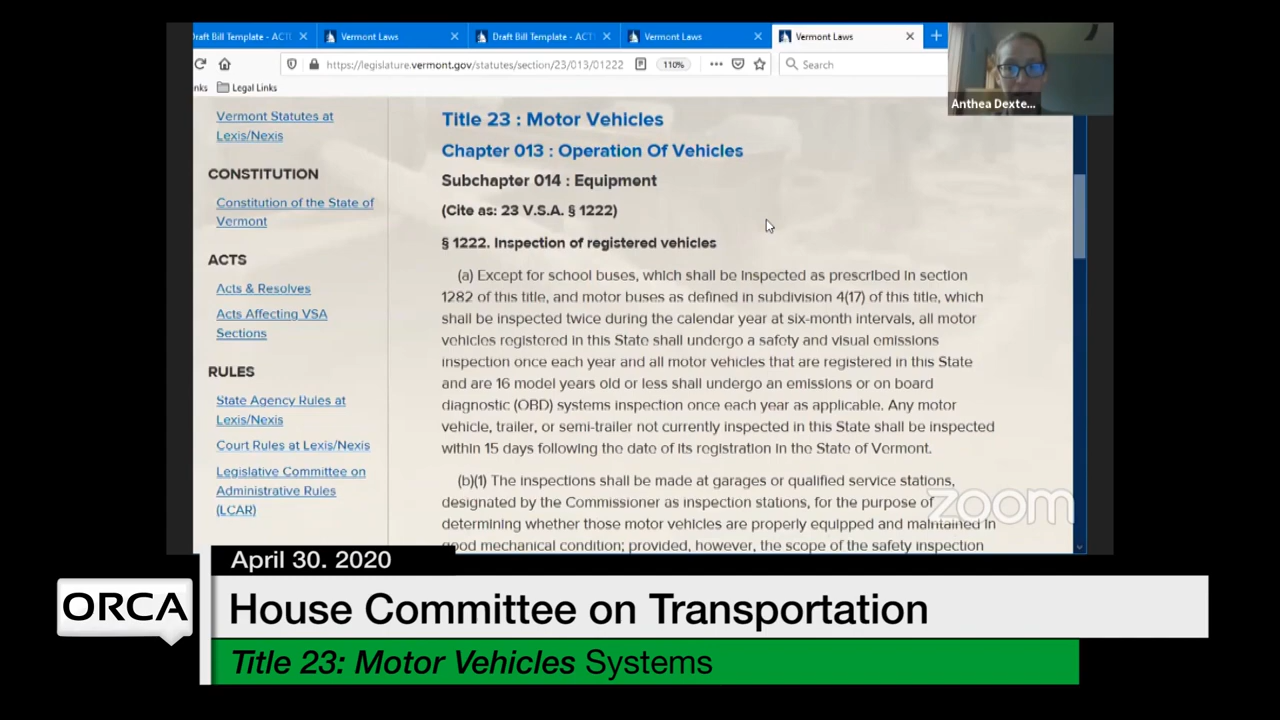 Draft Bill Template - ACT
Vermont Laws
Draft Bill Template - ACT
Vermont Laws
Vermont Laws
https://legislature.vermont.gov/statutes/section/23/013/01222
110%
Search
nks
Legal Links
Anthea Dexte...
Vermont Statutes at
Lexis/Nexis
CONSTITUTION
Constitution of the State of
Vermont
ACTS
Acts & Resolves
Acts Affecting VSA
Sections
RULES
State Agency Rules at
Lexis/Nexis
Court Rules at Lexis/Nexis
Legislative Committee on
Administrative Rules
(LCAR)
Title 23 : Motor Vehicles
Chapter 013 : Operation Of Vehicles
Subchapter 014 : Equipment
(Cite as: 23 V.S.A. § 1222)
§ 1222. Inspection of registered vehicles
(a) Except for school buses, which shall be inspected as prescribed in section
1282 of this title, and motor buses as defined in subdivision 4(17) of this title, which
shall be inspected twice during the calendar year at six-month intervals, all motor
vehicles registered in this State shall undergo a safety and visual emissions
inspection once each year and all motor vehicles that are registered in this State
and are 16 model years old or less shall undergo an emissions or on board
diagnostic (OBD) systems inspection once each year as applicable. Any motor
vehicle, trailer, or semi-trailer not currently inspected in this State shall be inspected
within 15 days following the date of its registration in the State of Vermont.
(b)(1) The inspections shall be made at garages or qualified service stations,
designated by the Commissioner as inspection stations, for the purpose of
determining whether those motor vehicles are properly equipped and maintained in
good mechanical condition; provided, however, the scope of the safety inspection
zoom
April 30. 2020
ORCA
House Committee on Transportation
Title 23: Motor Vehicles Systems